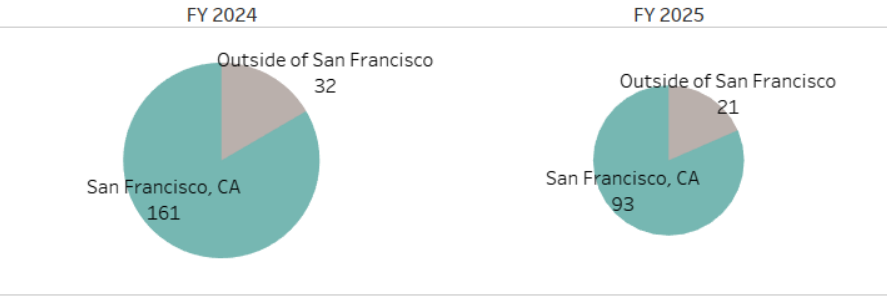 FY 2024
FY 2025
Outside of San Francisco
32
San Francisco, CA
161
Outside of San Francisco
21
San Francisco, CA
93